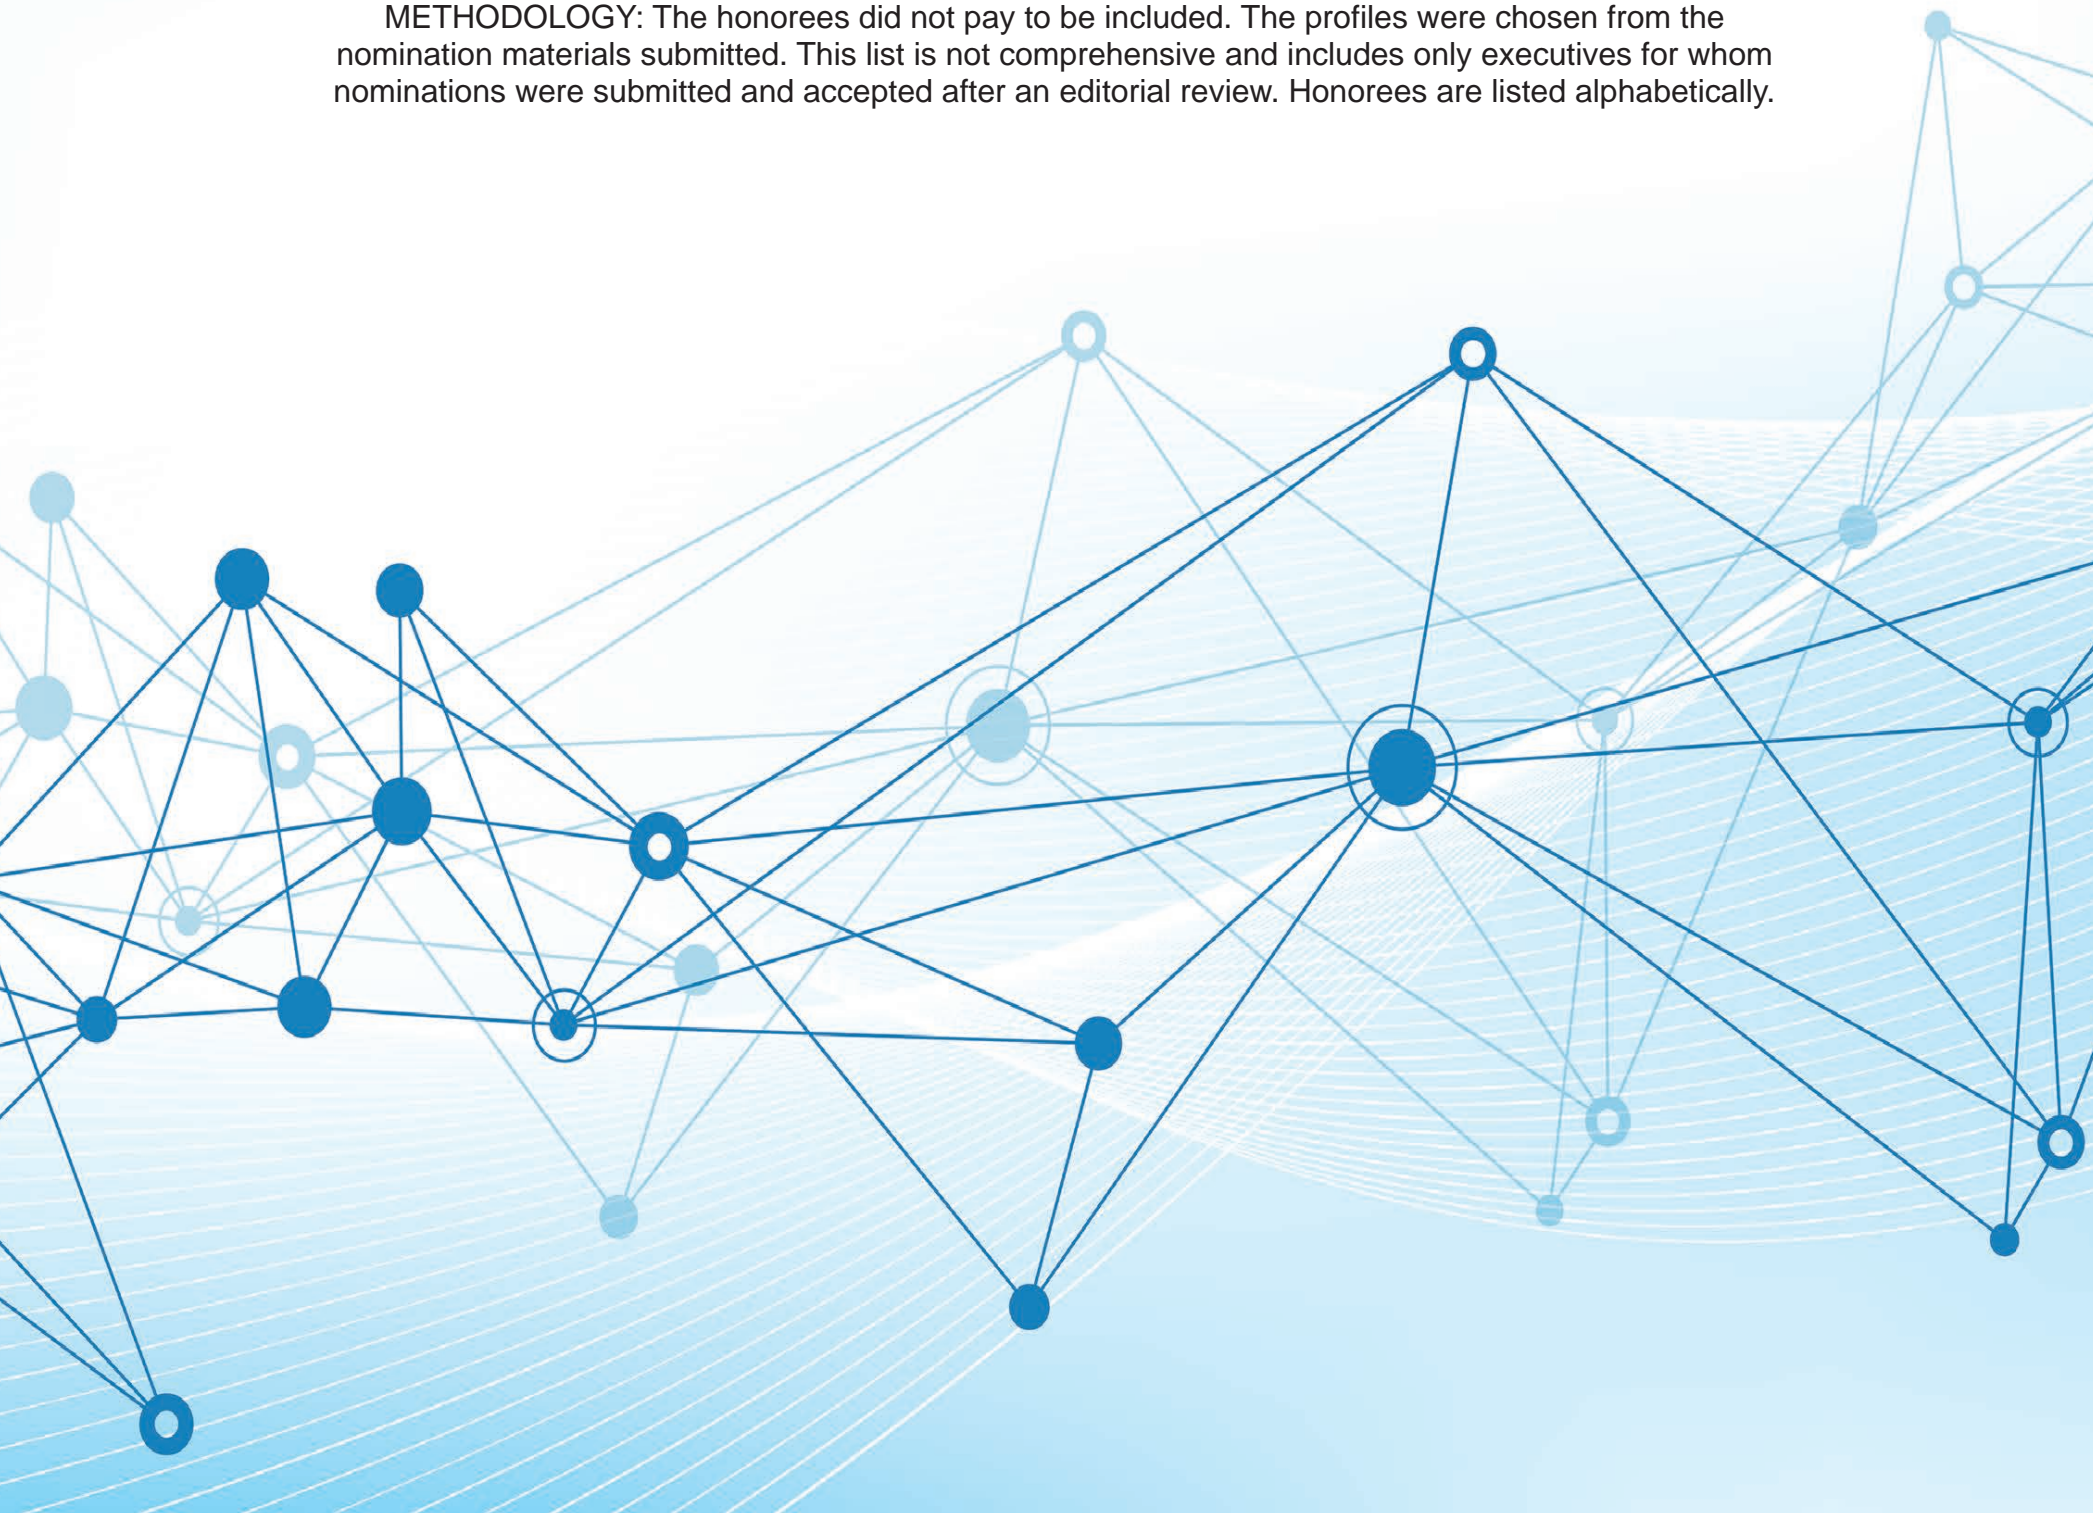 METHODOLOGY: The honorees did not pay to be included. The profiles were chosen from the
nomination materials submitted. This list is not comprehensive and includes only executives for whom
nominations were submitted and accepted after an editorial review. Honorees are listed alphabetically.